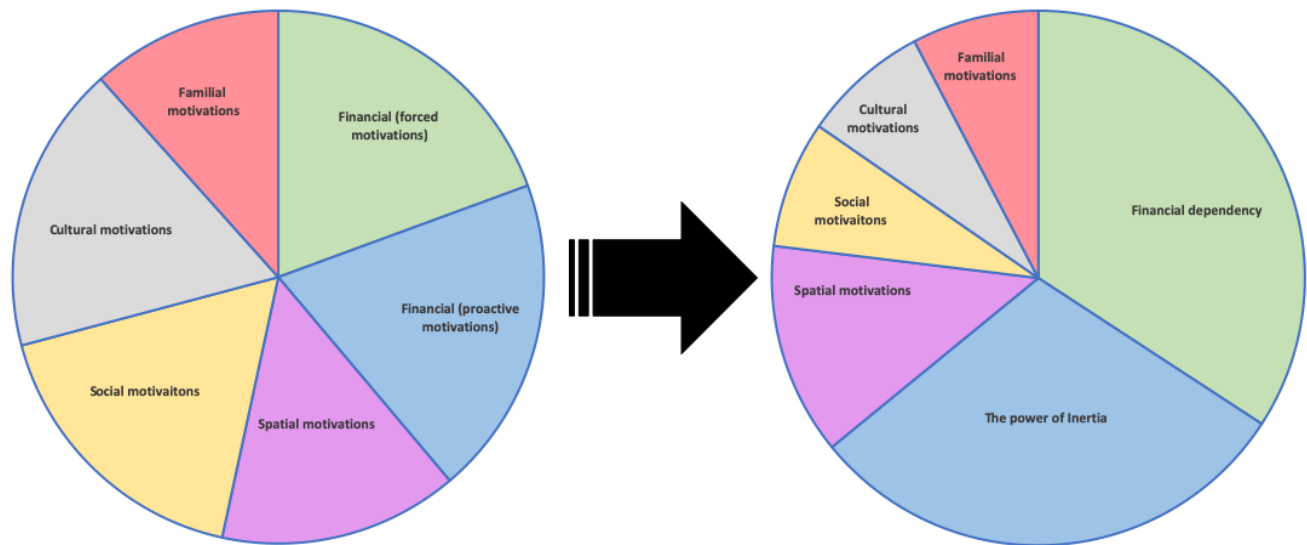 Familial
motivations
Financial (forced
motivations)
Cultural motivations
Financial (proactive
motivations)
Social motivaitons
Spatial motivations
Familial
motivations
Cultural
motivations
Social
motivaitons
Financial dependency
Spatial motivations
The power of Inertia